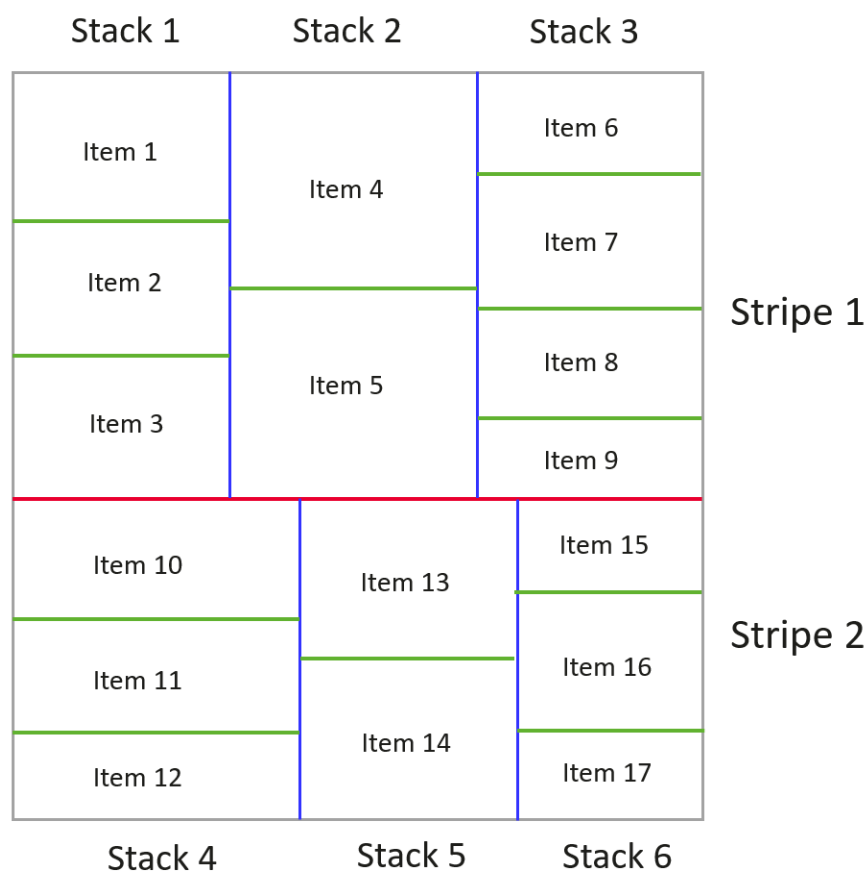 Stack 1
Stack 2
Stack 3
Item 1
Item 2
Item 3
Item 4
Item 5
Item 6
Item 7
Item 8
Item 9
Stripe 1
Item 10
Item 11
Item 12
Item 13
Item 14
Item 15
Item 16
Item 17
Stripe 2
Stack 4
Stack 5
Stack 6